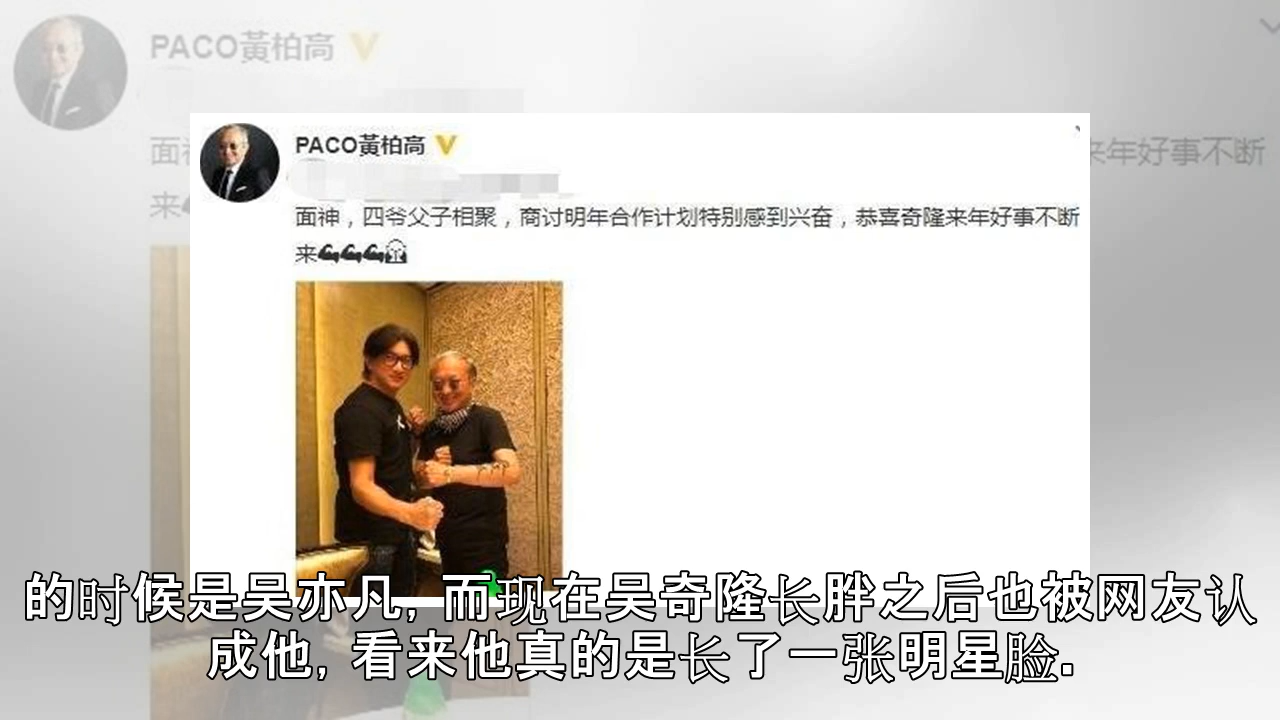 PACO黃柏高
PACO黃柏高
面神，四爷父子相聚，商讨明年合作计划特别感到兴奋，恭喜奇隆来年好事不断
来
面
来年好事不断
来
的时候是吴亦凡, 而现在吴奇隆长胖之后也被网友认
成他, 看来他真的是长了一张明星脸.